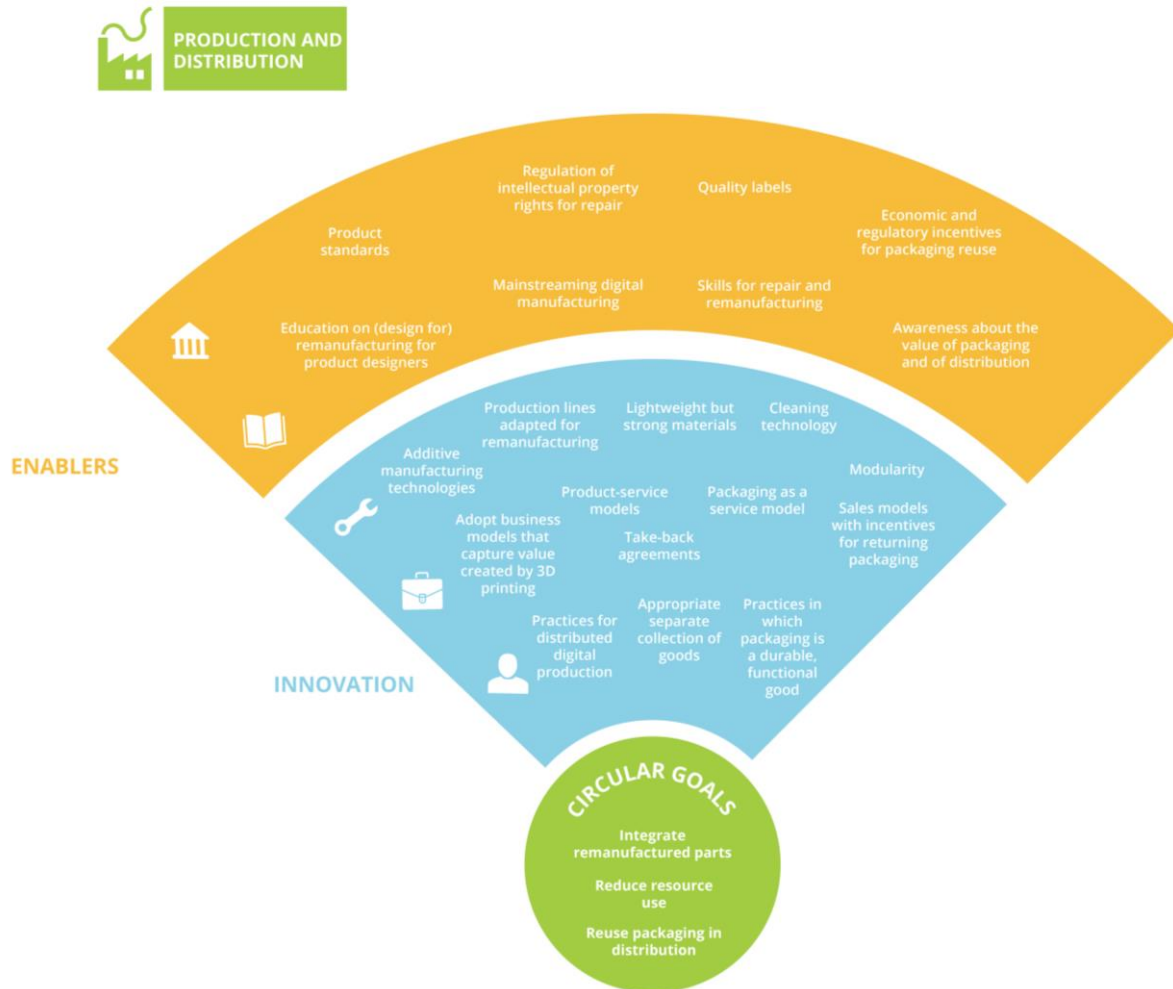 PRODUCTION AND
DISTRIBUTION
Regulation of
intellectual property
rights for repair
Quality labels
Economic and
regulatory incentives
for packaging reuse
Product
standards
Mainstreaming digital
manufacturing
Skills for repair and
remanufacturing
Education on (design for)
remanufacturing for
product designers
Awareness about the
value of packaging
and of distribution
ENABLERS
Production lines
adapted for
remanufacturing
Lightweight but
strong materials
Cleaning
technology
Additive
manufacturing
technologies
Modularity
Product-service
models
Packaging as a
service model
Sales models
with incentives
for returning
packaging
Adopt business
models that
capture value
created by 3D
printing
Take-back
agreements
Practices for
distributed
digital
production
Appropriate
separate
collection of
goods
Practices in
which
packaging is
a durable,
functional
good
INNOVATION
CIRCULAR GOALS
Integrate
remanufactured parts
Reduce resource
use
Reuse packaging in
distribution